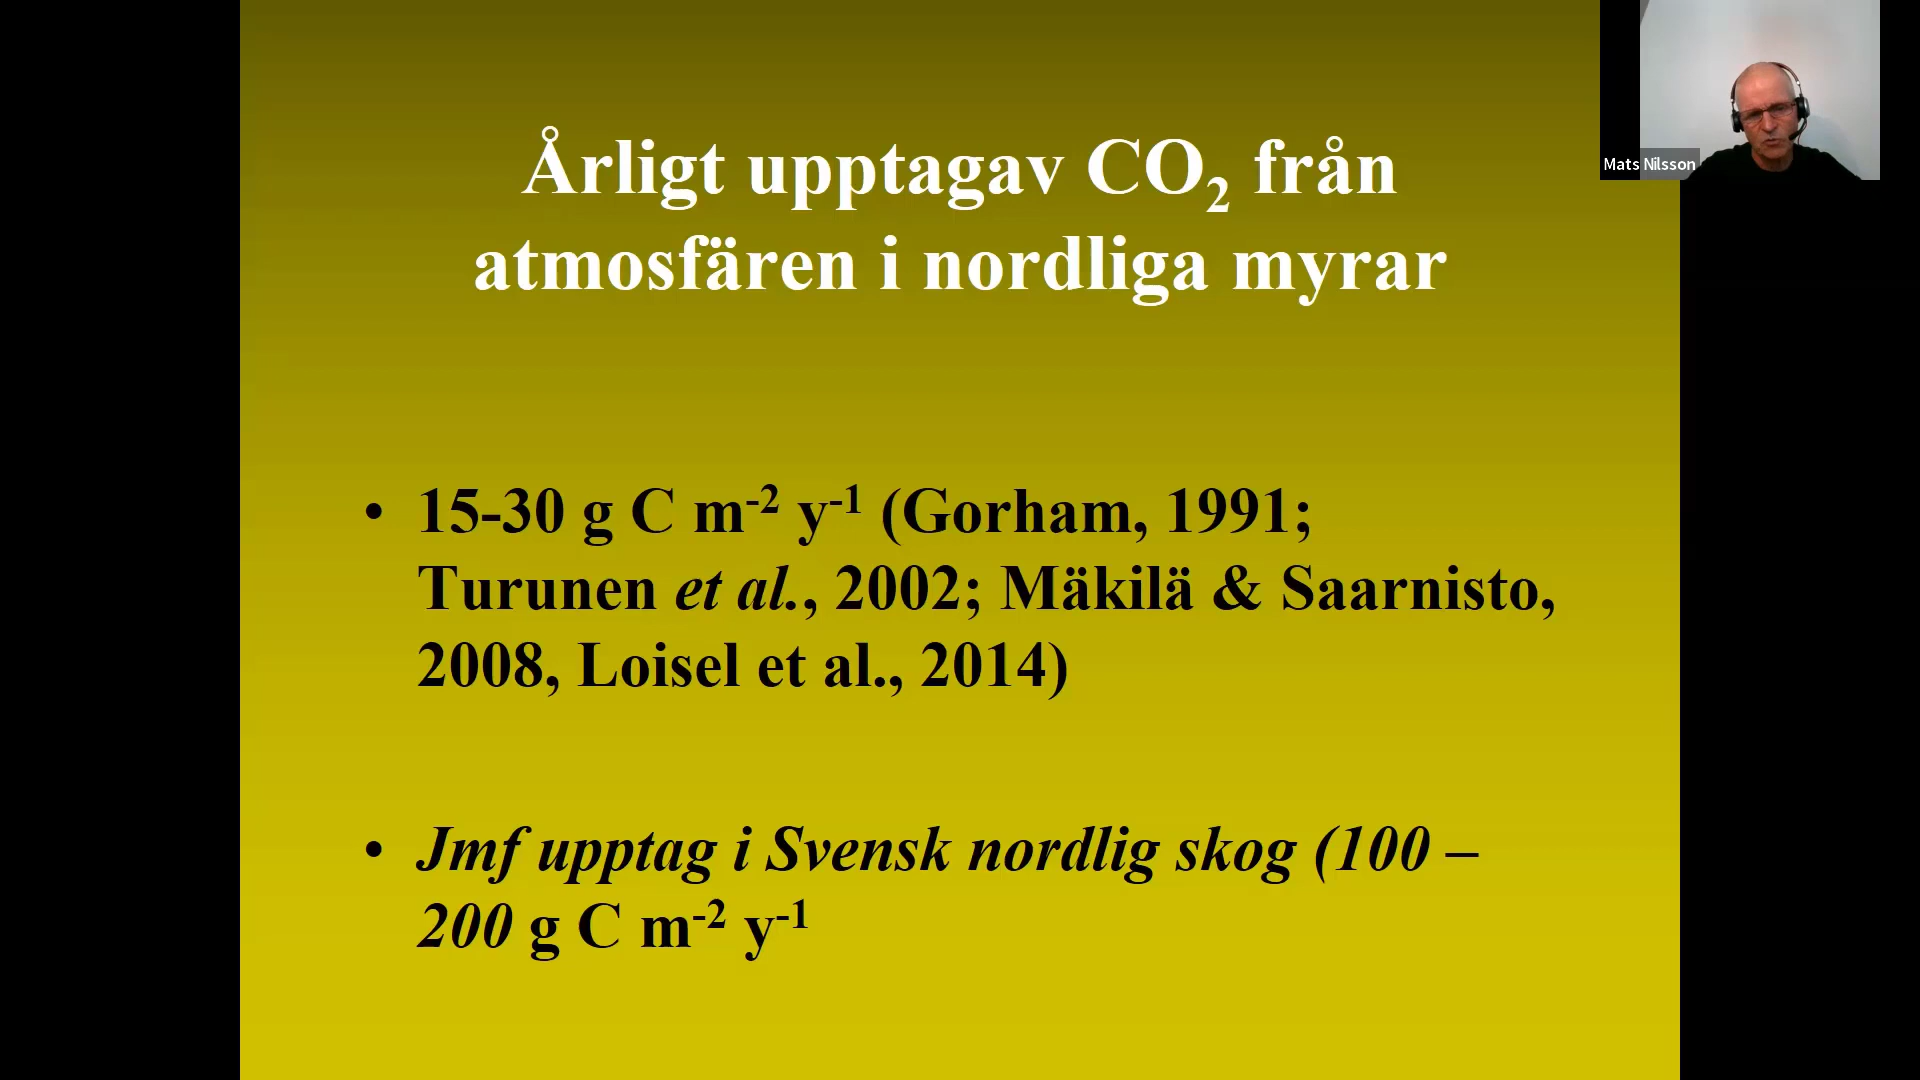 Årligt upptagav CO₂ från
atmosfären i nordliga myrar
Mats Nilsson
• 15-30 g C m⁻² y⁻¹ (Gorham, 1991;
Turunen et al., 2002; Mäkilä & Saarnisto,
2008, Loisel et al., 2014)
• Jmf upptag i Svensk nordlig skog (100 –
200 g C m⁻² y⁻¹